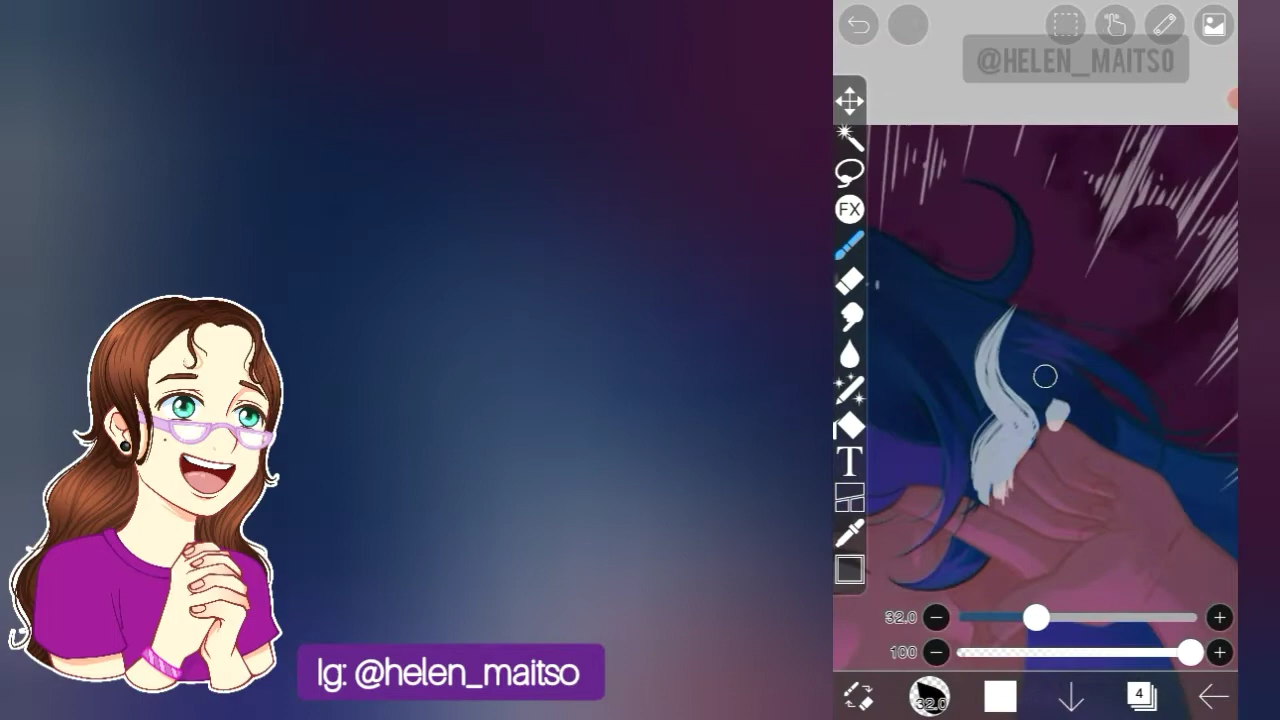 @HELEN_MAITSO
FX
T
32.0
100
Ig: @helen_maitso
32.0
4